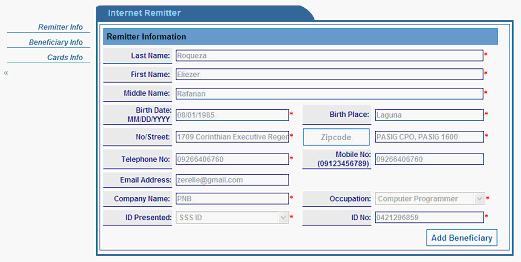 Internet Remitter
Remitter Info
Beneficiary Info
Cards Info
«
Remitter Information
Last Name: Roqueza *
First Name: Eliezer *
Middle Name: Rafanan *
Birth Date: MM/DD/YYYY 08/01/1985 * Birth Place: Laguna *
No/Street: 1709 Corinthian Executive Regen * Zipcode PASIG CPO, PASIG 1600 *
Telephone No: 09266406760 * Mobile No: (09123456789) 09266406760
Email Address: zerelle@gmail.com
Company Name: PNB * Occupation: Computer Programmer *
ID Presented: SSS ID * ID No: 0421296859 *
Add Beneficiary